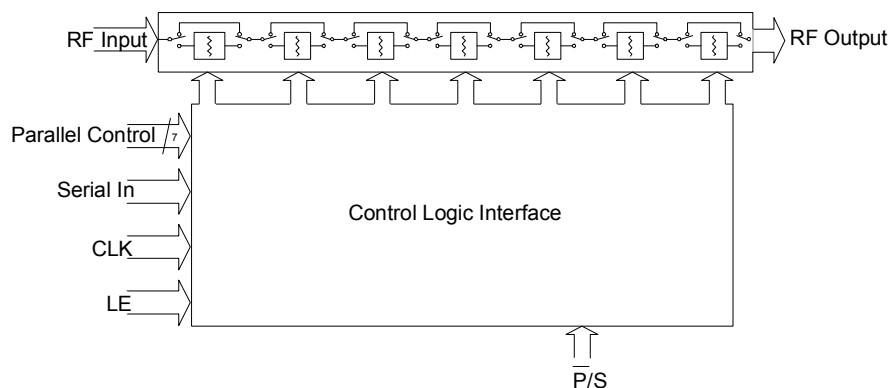 RF Input
RF Output
Parallel Control
7
Serial In
Control Logic Interface
CLK
LE
P̅/S